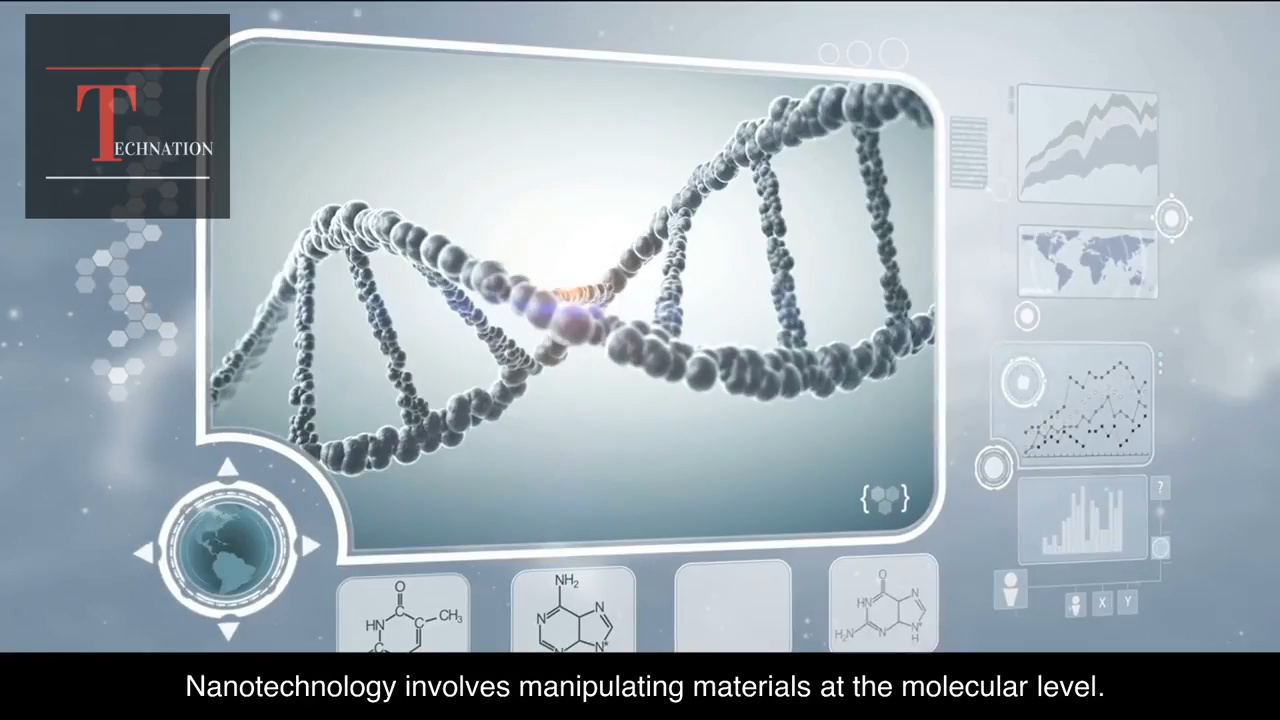 TECHNATION
?
X Y
O
HN
C
CH₃
C
NH₂
N
N
N
N
O
HN
N
H₂N
N
N
H
Nanotechnology involves manipulating materials at the molecular level.